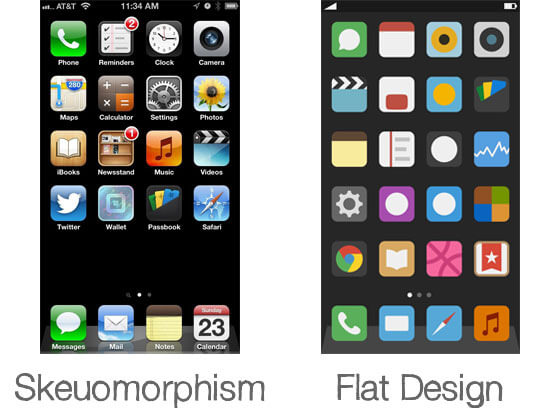 AT&T 11:34 AM
2
Phone Reminders Clock Camera
280
Maps Calculator Settings Photos
1
iBooks Newsstand Music Videos
Twitter Wallet Passbook Safari
Sunday
23
Messages Mail Notes Calendar
Skeuomorphism Flat Design